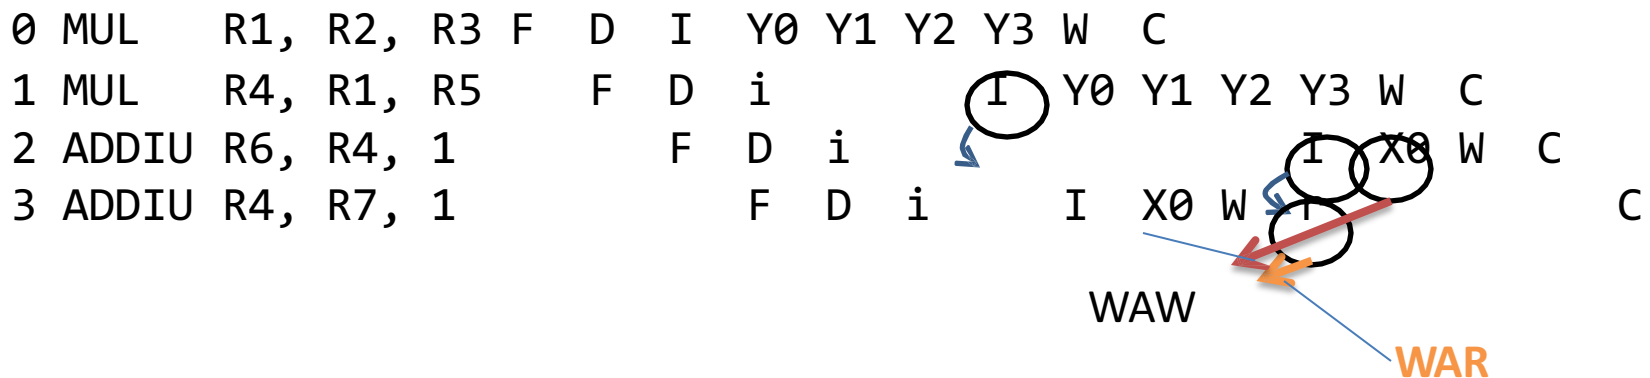 0 MUL R1, R2, R3 F D I Y0 Y1 Y2 Y3 W C
1 MUL R4, R1, R5 F D i I Y0 Y1 Y2 Y3 W C
2 ADDIU R6, R4, 1 F D i I X0 W C
3 ADDIU R4, R7, 1 F D i I X0 W r C
WAW
WAR